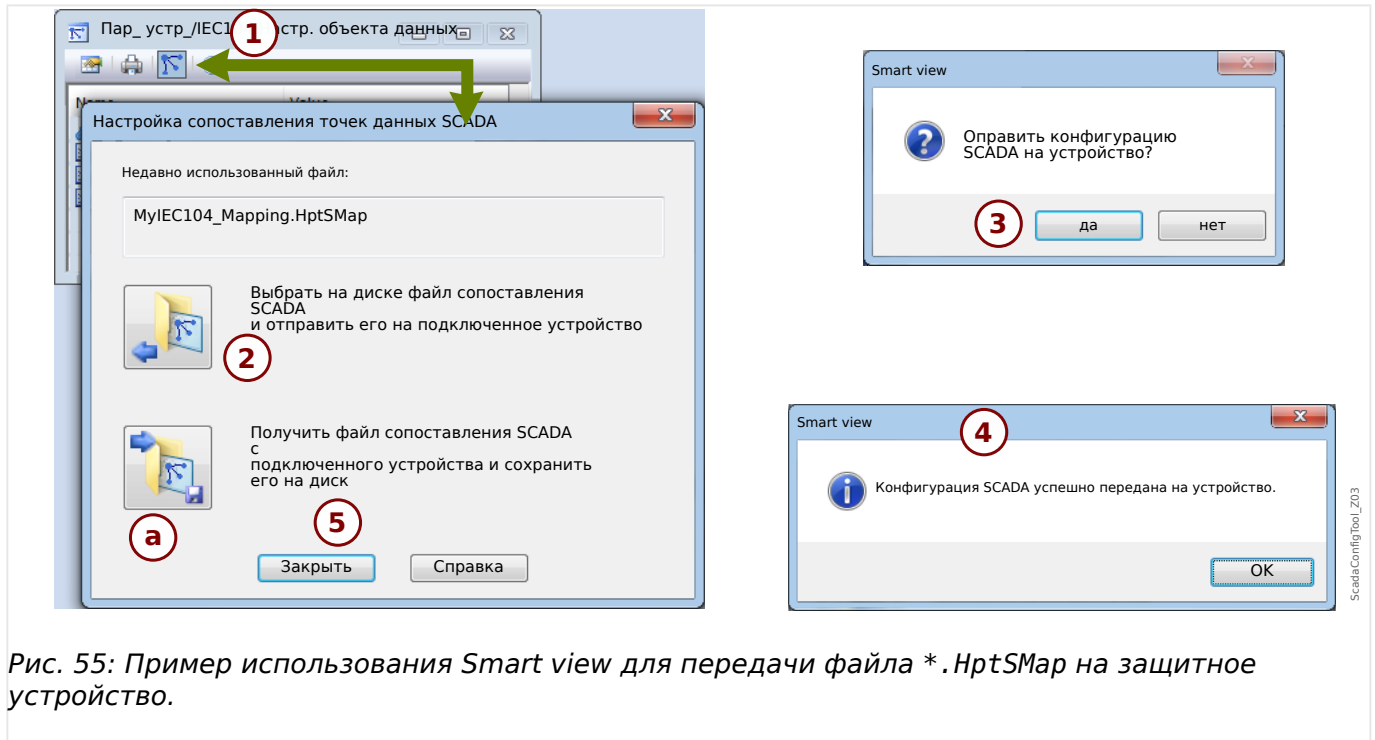 Пар_ устр_/IEC1
стр. объекта данных
1
Настройка сопоставления точек данных SCADA
Недавно использованный файл:
MyIEC104_Mapping.HptSMap
Выбрать на диске файл сопоставления
SCADA
и отправить его на подключенное устройство
2
Получить файл сопоставления SCADA
с
подключенного устройства и сохранить
его на диск
a
5
Закрыть
Справка
Smart view
Оправить конфигурацию
SCADA на устройство?
3
да
нет
Smart view
4
Конфигурация SCADA успешно передана на устройство.
OK
ScadaConfigTool_Z03
Рис. 55: Пример использования Smart view для передачи файла *.HptSMap на защитное
устройство.